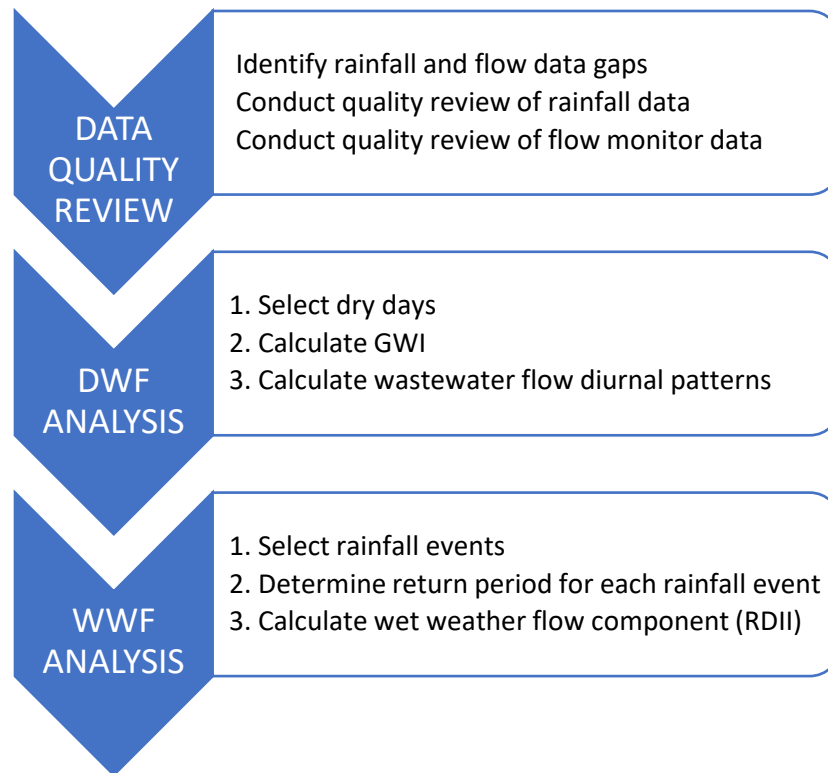 DATA
QUALITY
REVIEW
Identify rainfall and flow data gaps
Conduct quality review of rainfall data
Conduct quality review of flow monitor data
DWF
ANALYSIS
1. Select dry days
2. Calculate GWI
3. Calculate wastewater flow diurnal patterns
WWF
ANALYSIS
1. Select rainfall events
2. Determine return period for each rainfall event
3. Calculate wet weather flow component (RDII)